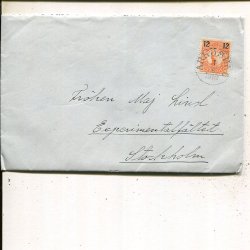 12 12
Fröken Maj Lind
Experimentalfältet
Stockholm